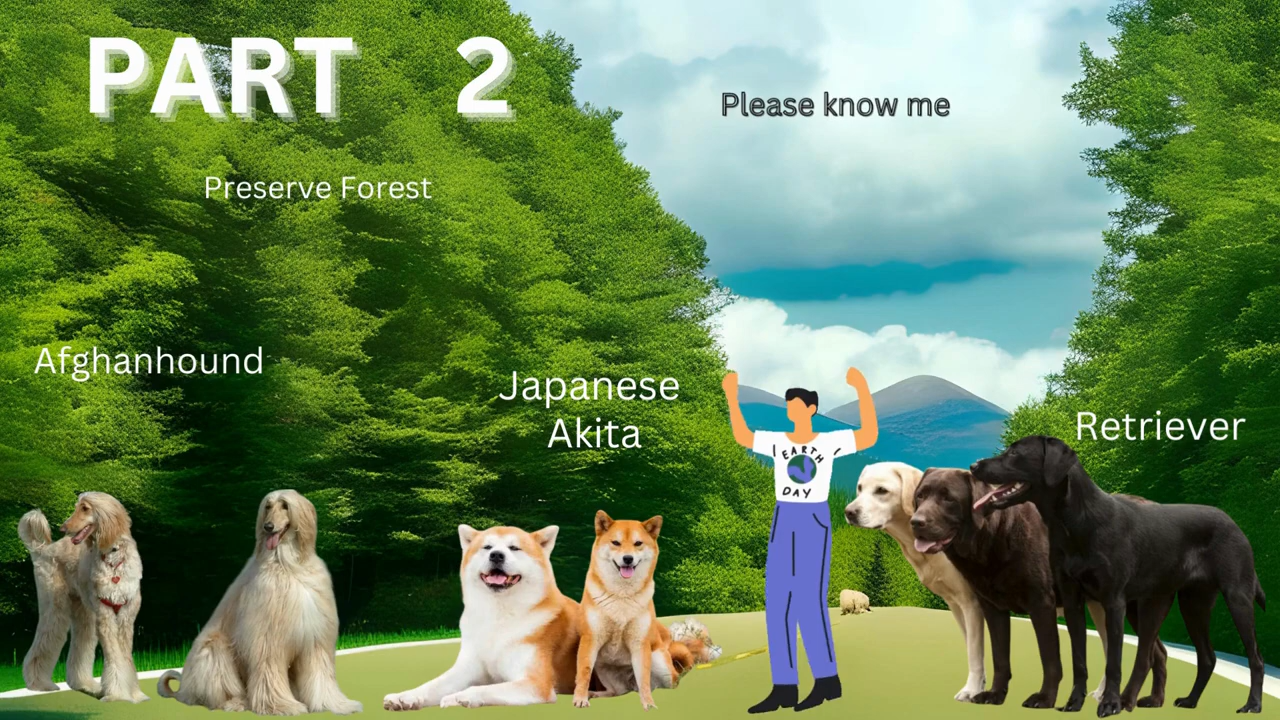 PART 2
Please know me
Preserve Forest
Afghanhound
Japanese
Akita
Retriever
EARTH
DAY